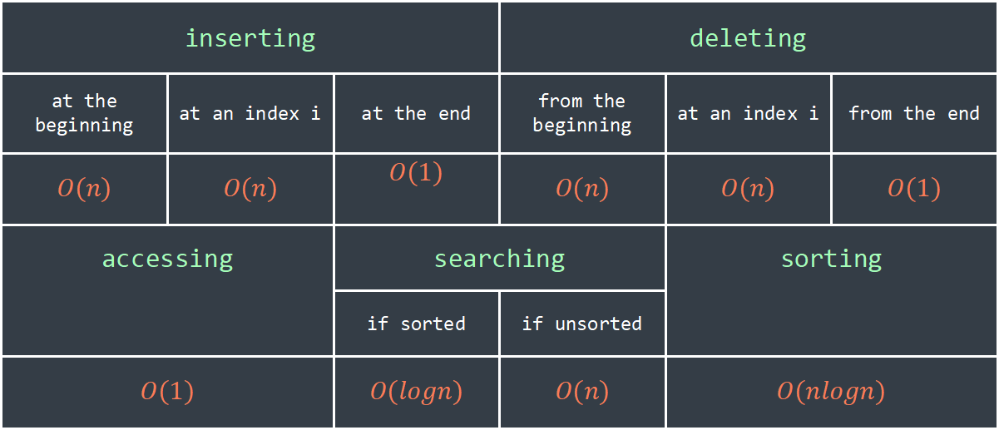 inserting
deleting
at the
beginning
at an index i
at the end
from the
beginning
at an index i
from the end
O(n)
O(n)
O(1)
O(n)
O(n)
O(1)
accessing
searching
sorting
if sorted
if unsorted
O(1)
O(logn)
O(n)
O(nlogn)